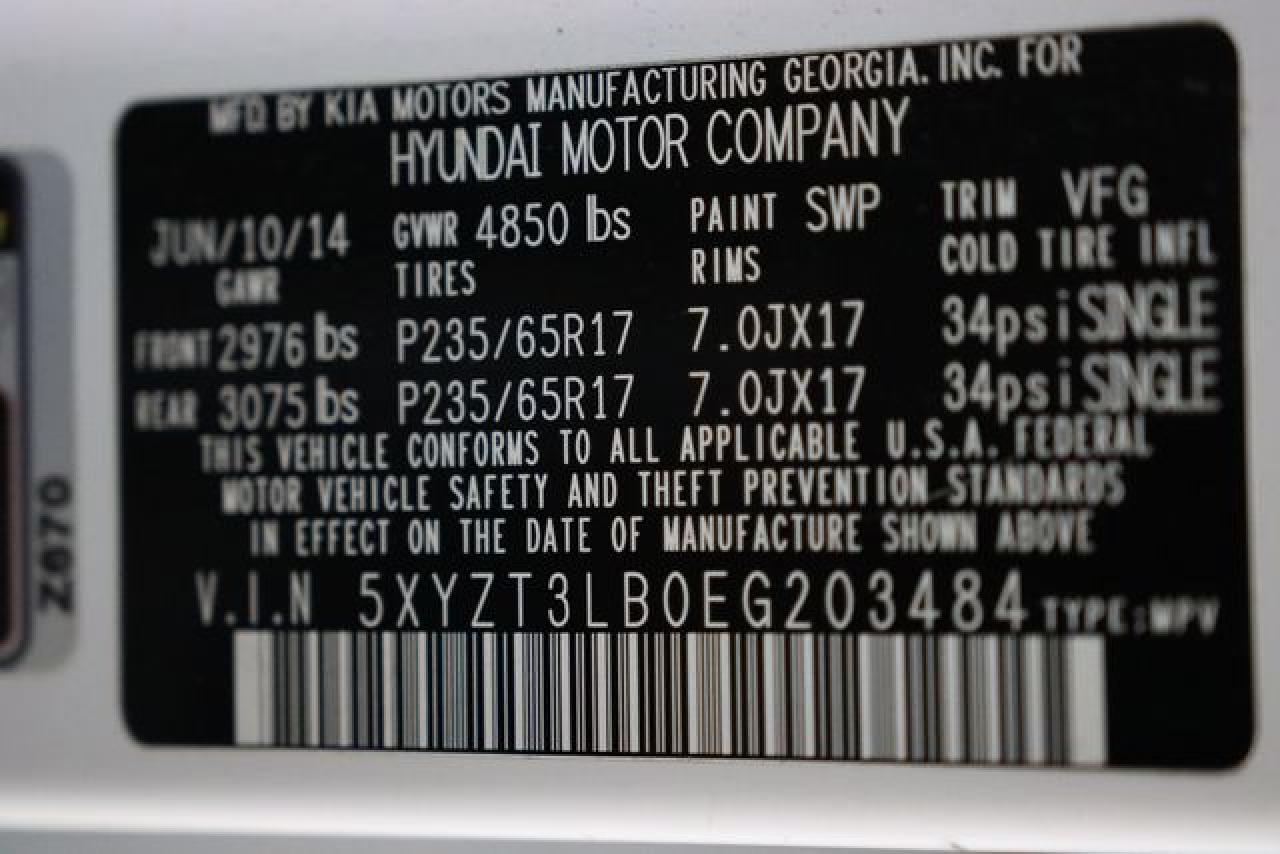 MFD BY KIA MOTORS MANUFACTURING GEORGIA. INC. FOR
HYUNDAI MOTOR COMPANY
JUN/10/14 GVWR 4850 lbs PAINT SWP TRIM VFG
GAWR TIRES RIMS COLD TIRE INFL
FRONT 2976 lbs P235/65R17 7.0JX17 34psi SINGLE
REAR 3075 lbs P235/65R17 7.0JX17 34psi SINGLE
THIS VEHICLE CONFORMS TO ALL APPLICABLE U.S.A. FEDERAL
MOTOR VEHICLE SAFETY AND THEFT PREVENTION STANDARDS
IN EFFECT ON THE DATE OF MANUFACTURE SHOWN ABOVE
V.I.N 5XYZT3LB0EG203484 TYPE:MPV
Z670